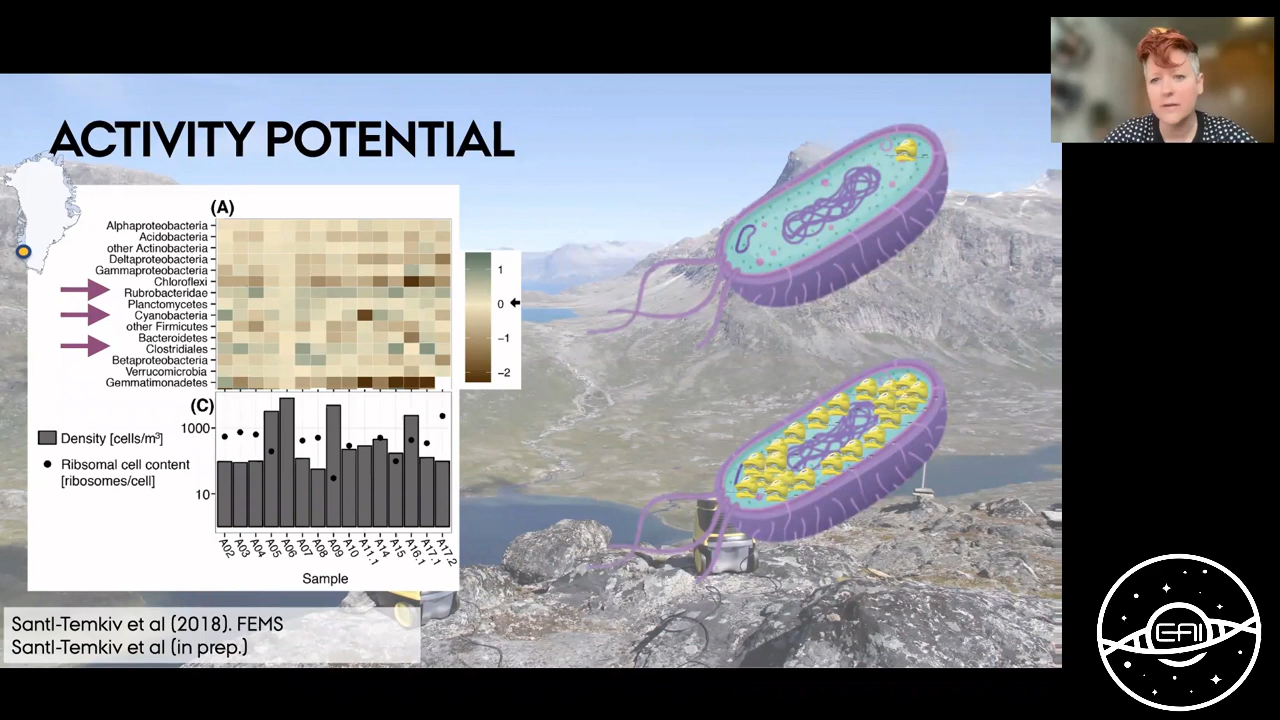 ACTIVITY POTENTIAL
(A)
Alphaproteobacteria
Acidobacteria
other Actinobacteria
Deltaproteobacteria
Gammaproteobacteria
Chloroflexi
Rubrobacteridae
Planctomycetes
Cyanobacteria
other Firmicutes
Bacteroidetes
Clostridiales
Betaproteobacteria
Verrucomicrobia
Gemmatimonadetes
1
0
−1
−2
(C)
Density [cells/m³]
Ribsomal cell content
[ribosomes/cell]
1000
10
A02 A03 A04 A05 A06 A07 A08 A09 A10 A11.1 A14 A15 A16.1 A17.1 A17.2
Sample
Santl-Temkiv et al (2018). FEMS
Santl-Temkiv et al (in prep.)
EAI